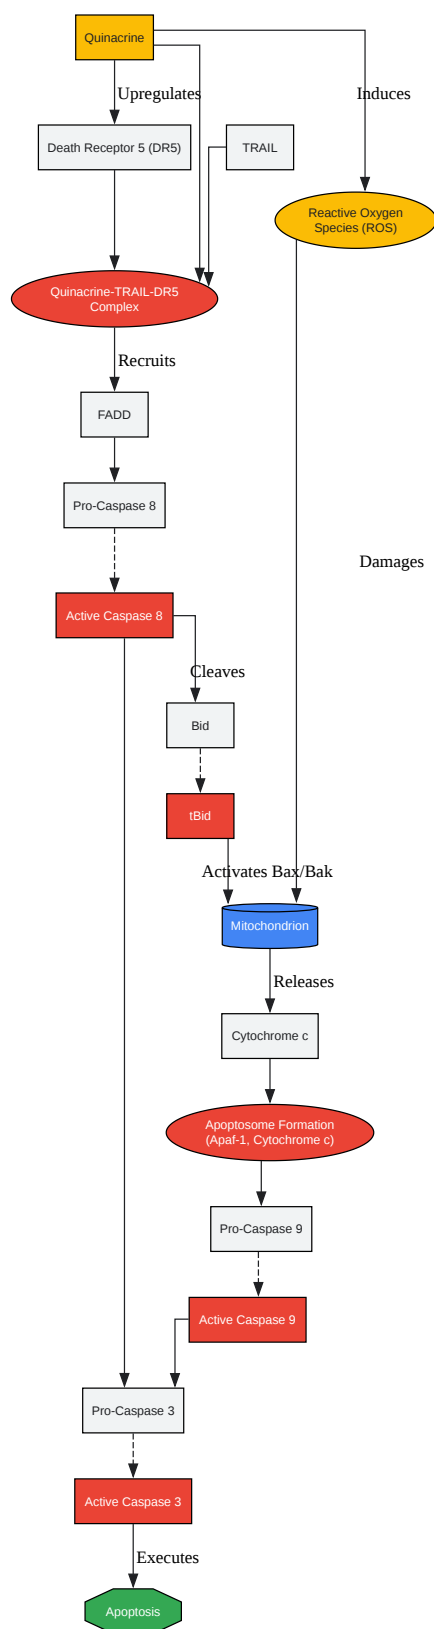 Quinacrine
Upregulates
Induces
Death Receptor 5 (DR5)
TRAIL
Reactive Oxygen
Species (ROS)
Quinacrine-TRAIL-DR5
Complex
Recruits
FADD
Pro-Caspase 8
Damages
Active Caspase 8
Cleaves
Bid
tBid
Activates Bax/Bak
Mitochondrion
Releases
Cytochrome c
Apoptosome Formation
(Apaf-1, Cytochrome c)
Pro-Caspase 9
Active Caspase 9
Pro-Caspase 3
Active Caspase 3
Executes
Apoptosis